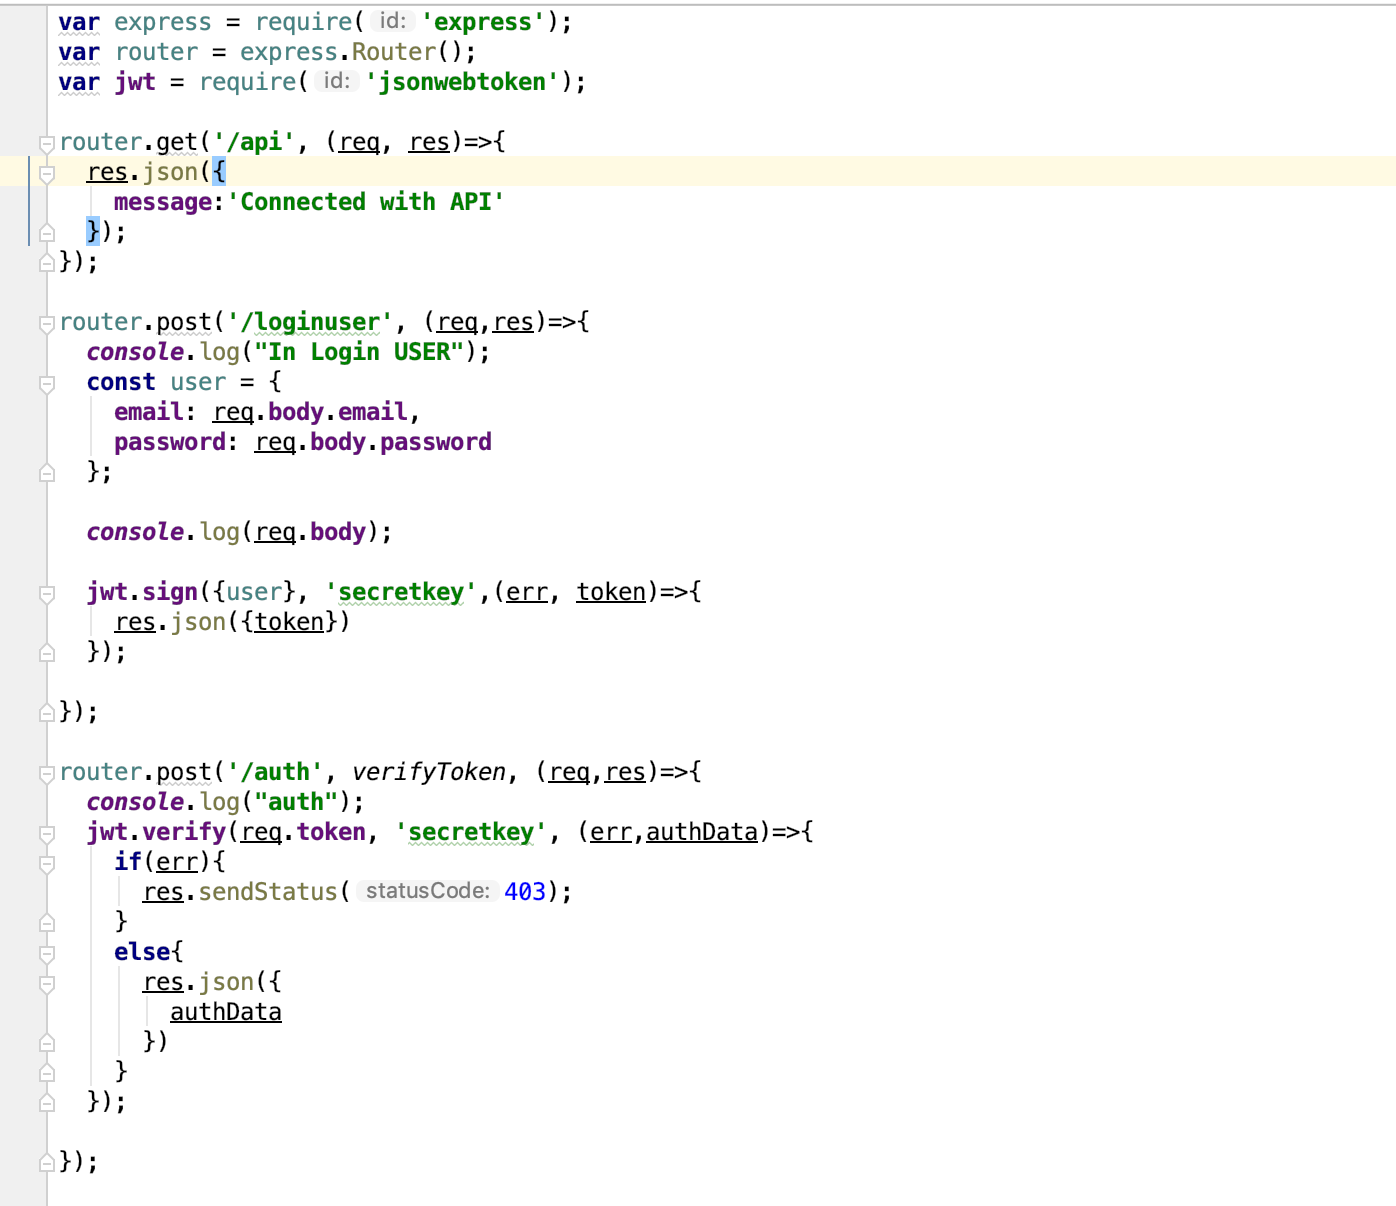 var express = require( id: 'express');
var router = express.Router();
var jwt = require( id: 'jsonwebtoken');
router.get('/api', (req, res)=>{
res.json({
message:'Connected with API'
});
});
router.post('/loginuser', (req,res)=>{
console.log("In Login USER");
const user = {
email: req.body.email,
password: req.body.password
};
console.log(req.body);
jwt.sign({user}, 'secretkey',(err, token)=>{
res.json({token})
});
});
router.post('/auth', verifyToken, (req,res)=>{
console.log("auth");
jwt.verify(req.token, 'secretkey', (err,authData)=>{
if(err){
res.sendStatus( statusCode: 403);
}
else{
res.json({
authData
})
}
});
});